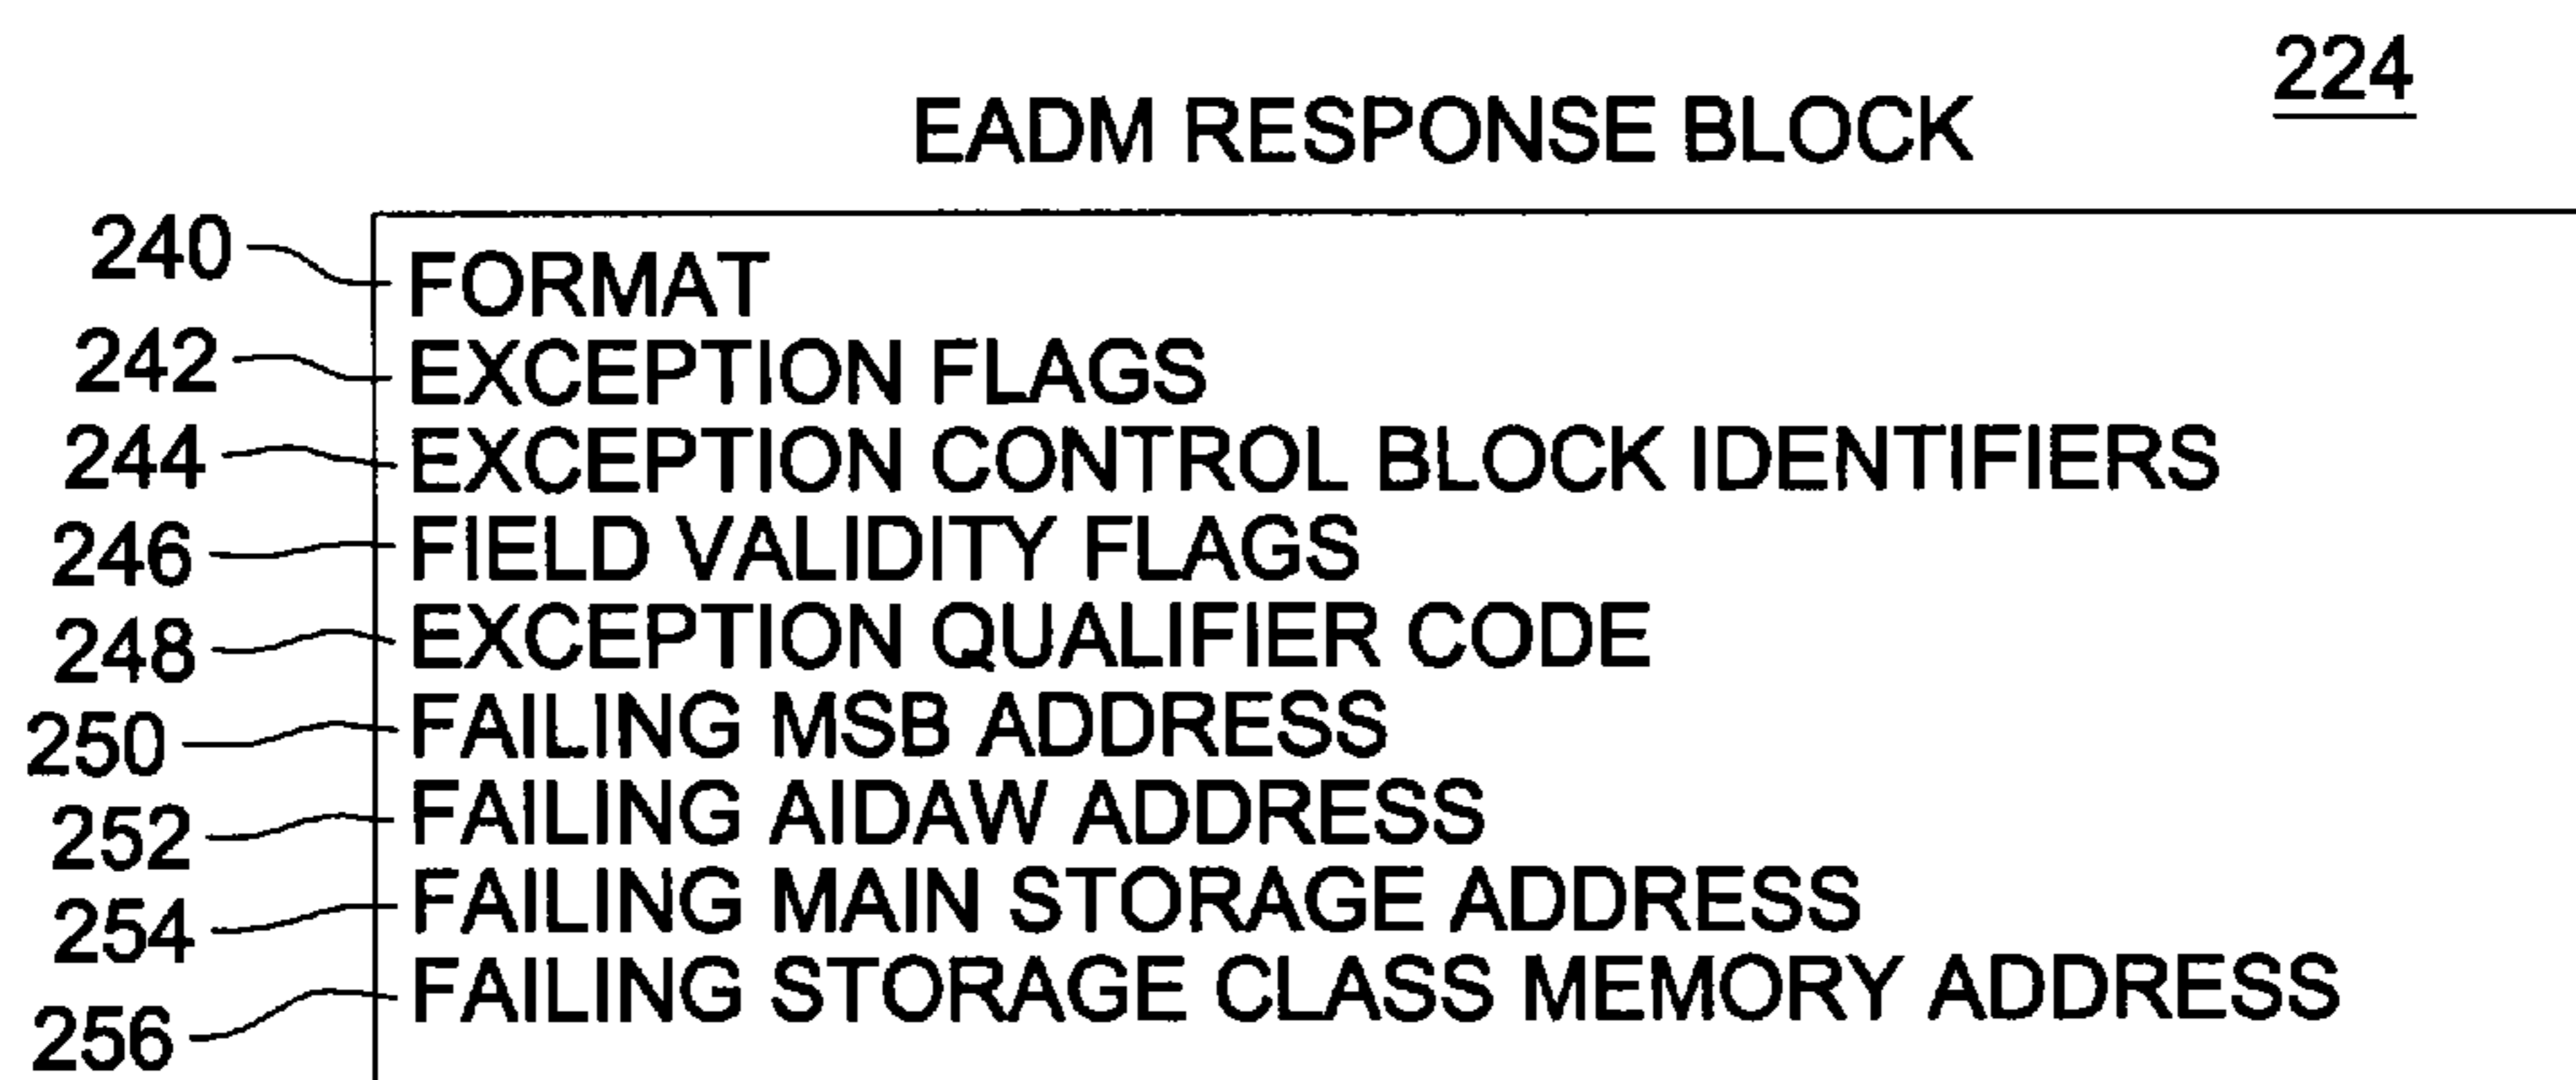 224
EADM RESPONSE BLOCK
240 FORMAT
242 EXCEPTION FLAGS
244 EXCEPTION CONTROL BLOCK IDENTIFIERS
246 FIELD VALIDITY FLAGS
248 EXCEPTION QUALIFIER CODE
250 FAILING MSB ADDRESS
252 FAILING AIDAW ADDRESS
254 FAILING MAIN STORAGE ADDRESS
256 FAILING STORAGE CLASS MEMORY ADDRESS